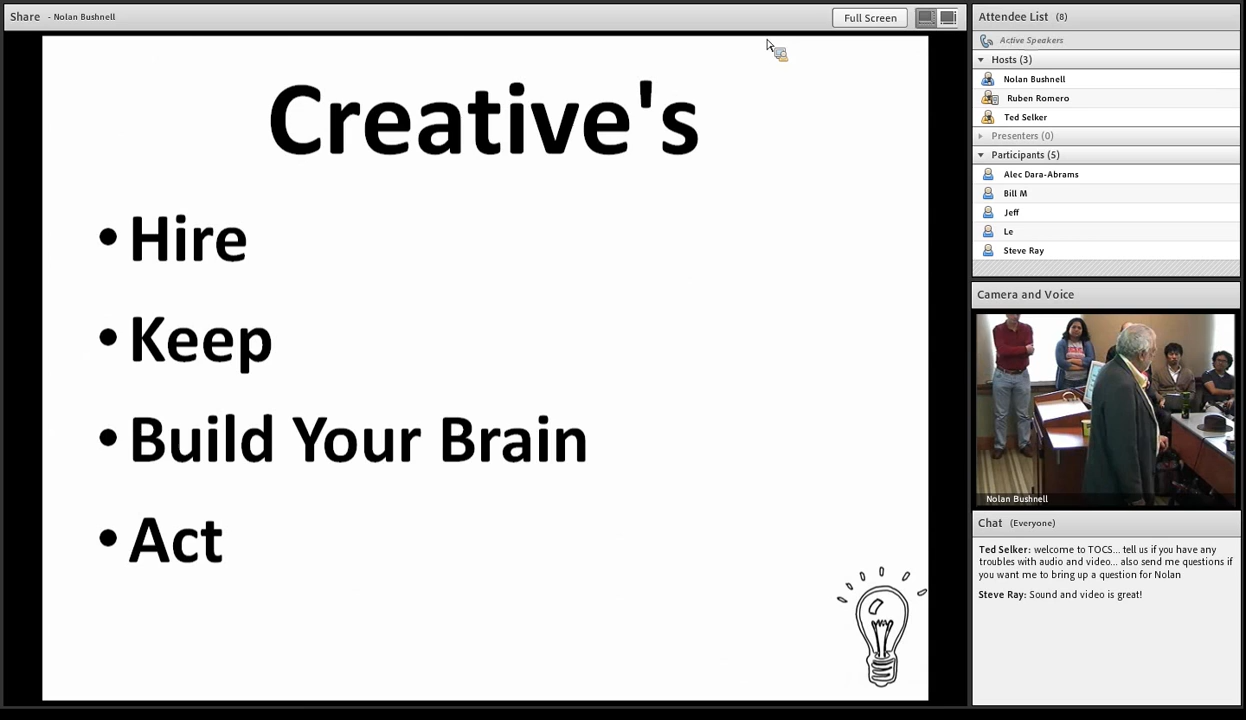 Share - Nolan Bushnell
Full Screen
Creative's
• Hire
• Keep
• Build Your Brain
• Act
Attendee List (8)
Active Speakers
Hosts (3)
Nolan Bushnell
Ruben Romero
Ted Selker
Presenters (0)
Participants (5)
Alec Dara-Abrams
Bill M
Jeff
Le
Steve Ray
Camera and Voice
Nolan Bushnell
Chat (Everyone)
Ted Selker: welcome to TOCS... tell us if you have any
troubles with audio and video... also send me questions if
you want me to bring up a question for Nolan
Steve Ray: Sound and video is great!